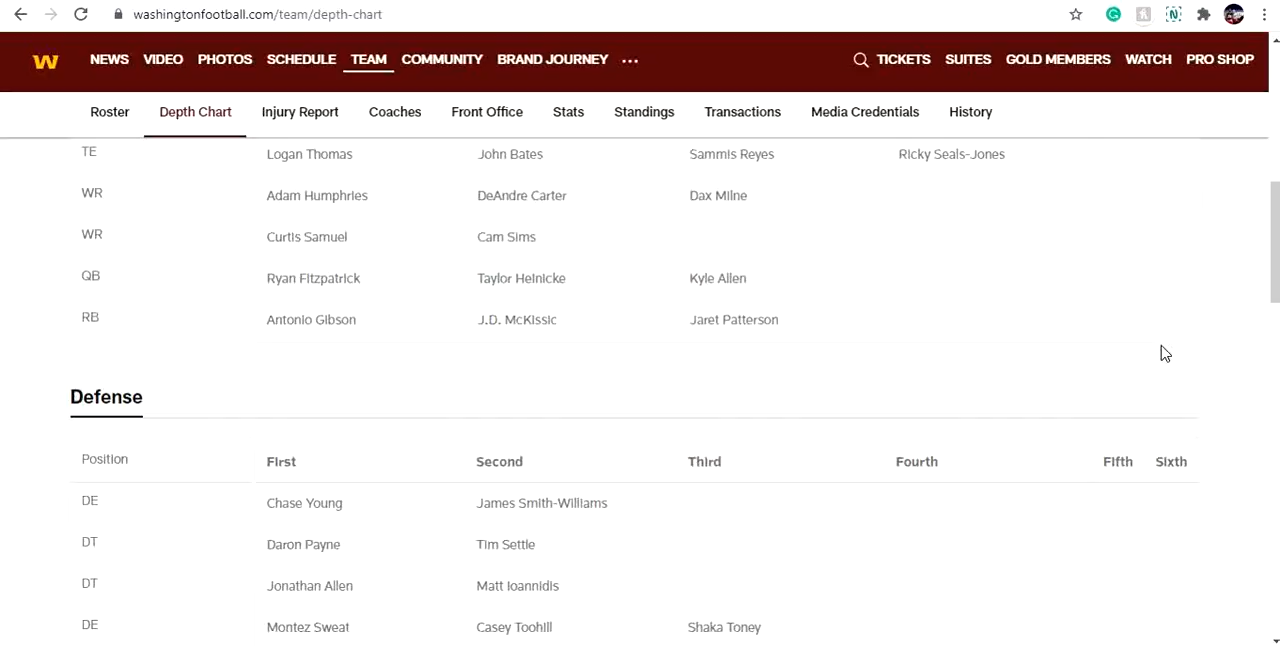 washingtonfootball.com/team/depth-chart
W NEWS VIDEO PHOTOS SCHEDULE TEAM COMMUNITY BRAND JOURNEY ... TICKETS SUITES GOLD MEMBERS WATCH PRO SHOP
Roster Depth Chart Injury Report Coaches Front Office Stats Standings Transactions Media Credentials History
TE Logan Thomas John Bates Sammis Reyes Ricky Seals-Jones
WR Adam Humphries DeAndre Carter Dax Milne
WR Curtis Samuel Cam Sims
QB Ryan Fitzpatrick Taylor Heinicke Kyle Allen
RB Antonio Gibson J.D. McKissic Jaret Patterson
Defense
Position First Second Third Fourth Fifth Sixth
DE Chase Young James Smith-Williams
DT Daron Payne Tim Settle
DT Jonathan Allen Matt Ioannidis
DE Montez Sweat Casey Toohill Shaka Toney